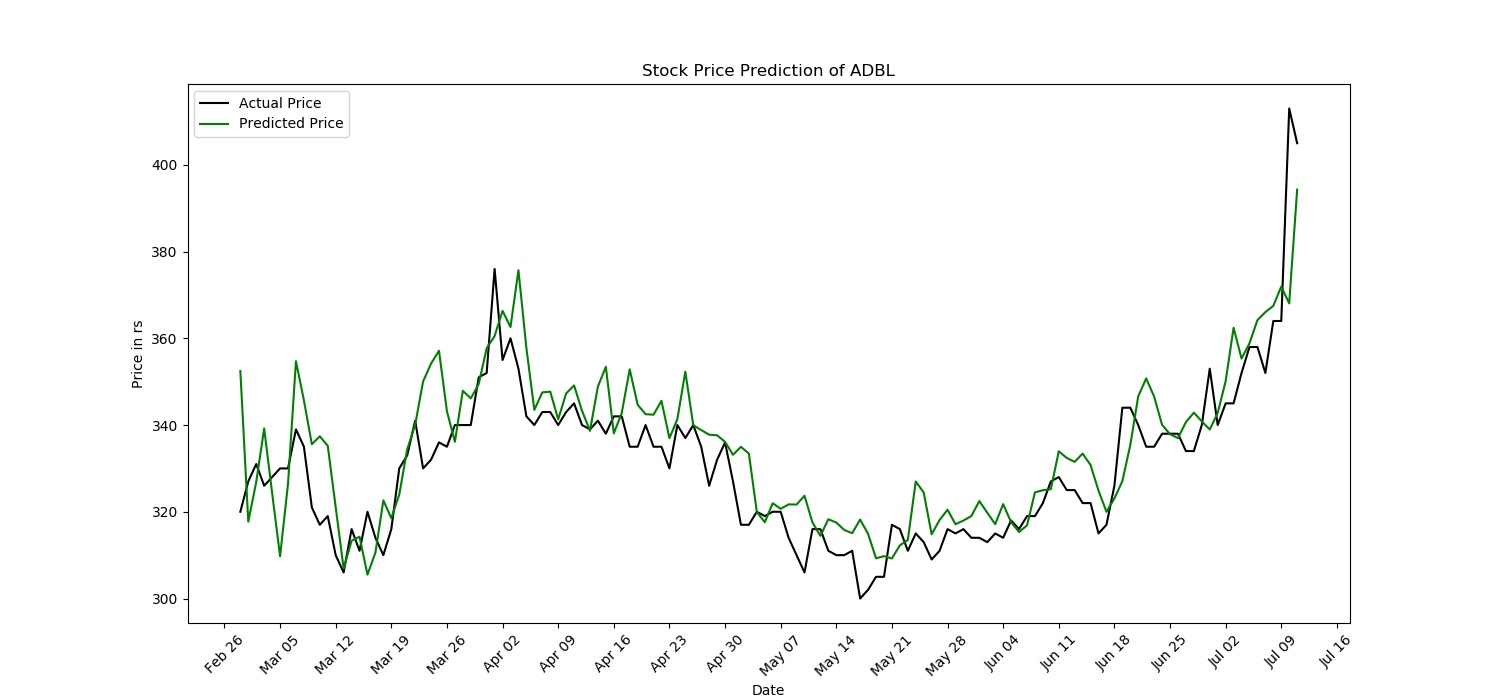 Stock Price Prediction of ADBL
Actual Price
Predicted Price
Price in rs
400
380
360
340
320
300
Feb 26
Mar 05
Mar 12
Mar 19
Mar 26
Apr 02
Apr 09
Apr 16
Apr 23
Apr 30
May 07
May 14
May 21
May 28
Jun 04
Jun 11
Jun 18
Jun 25
Jul 02
Jul 09
Jul 16
Date